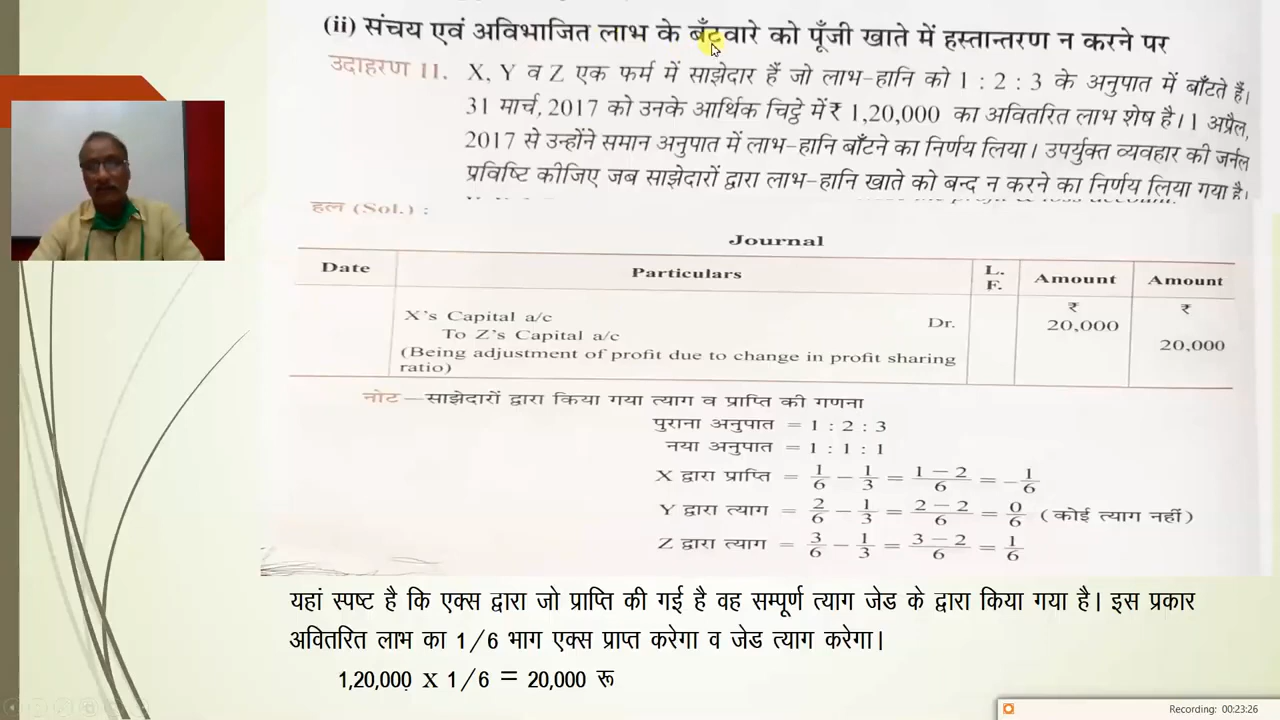 (ii) संचय एवं अविभाजित लाभ के बँटवारे को पूँजी खाते में हस्तान्तरण न करने पर
उदाहरण 11. X, Y व Z एक फर्म में साझेदार हैं जो लाभ-हानि को 1 : 2 : 3 के अनुपात में बाँटते हैं।
31 मार्च, 2017 को उनके आर्थिक चिट्ठे में ₹ 1,20,000 का अवितरित लाभ शेष है। 1 अप्रैल,
2017 से उन्होंने समान अनुपात में लाभ-हानि बाँटने का निर्णय लिया। उपर्युक्त व्यवहार की जर्नल
प्रविष्टि कीजिए जब साझेदारों द्वारा लाभ-हानि खाते को बन्द न करने का निर्णय लिया गया है।
the profit & loss account.
हल (Sol.) :
Journal
Date Particulars L. F. Amount Amount
₹ ₹
X's Capital a/c Dr. 20,000
To Z's Capital a/c 20,000
(Being adjustment of profit due to change in profit sharing
ratio)
नोट—साझेदारों द्वारा किया गया त्याग व प्राप्ति की गणना
पुराना अनुपात = 1 : 2 : 3
नया अनुपात = 1 : 1 : 1
X द्वारा प्राप्ति = 1/6 − 1/3 = 1 − 2/6 = − 1/6
Y द्वारा त्याग = 2/6 − 1/3 = 2 − 2/6 = 0/6 (कोई त्याग नहीं)
Z द्वारा त्याग = 3/6 − 1/3 = 3 − 2/6 = 1/6
यहां स्पष्ट है कि एक्स द्वारा जो प्राप्ति की गई है वह सम्पूर्ण त्याग जेड के द्वारा किया गया है। इस प्रकार
अवितरित लाभ का 1/6 भाग एक्स प्राप्त करेगा व जेड त्याग करेगा।
1,20,000 x 1/6 = 20,000 रू
Recording: 00:23:26